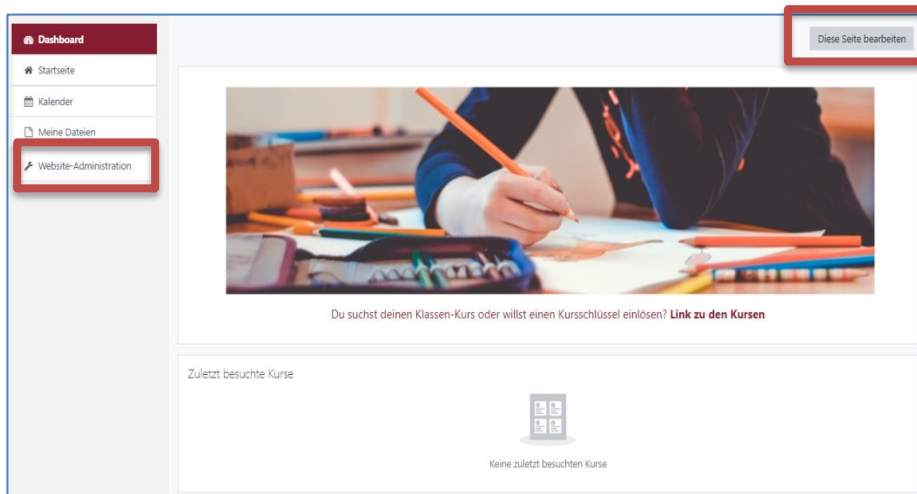 Dashboard
Diese Seite bearbeiten
Startseite
Kalender
Meine Dateien
Website-Administration
Du suchst deinen Klassen-Kurs oder willst einen Kursschlüssel einlösen? Link zu den Kursen
Zuletzt besuchte Kurse
Keine zuletzt besuchten Kurse